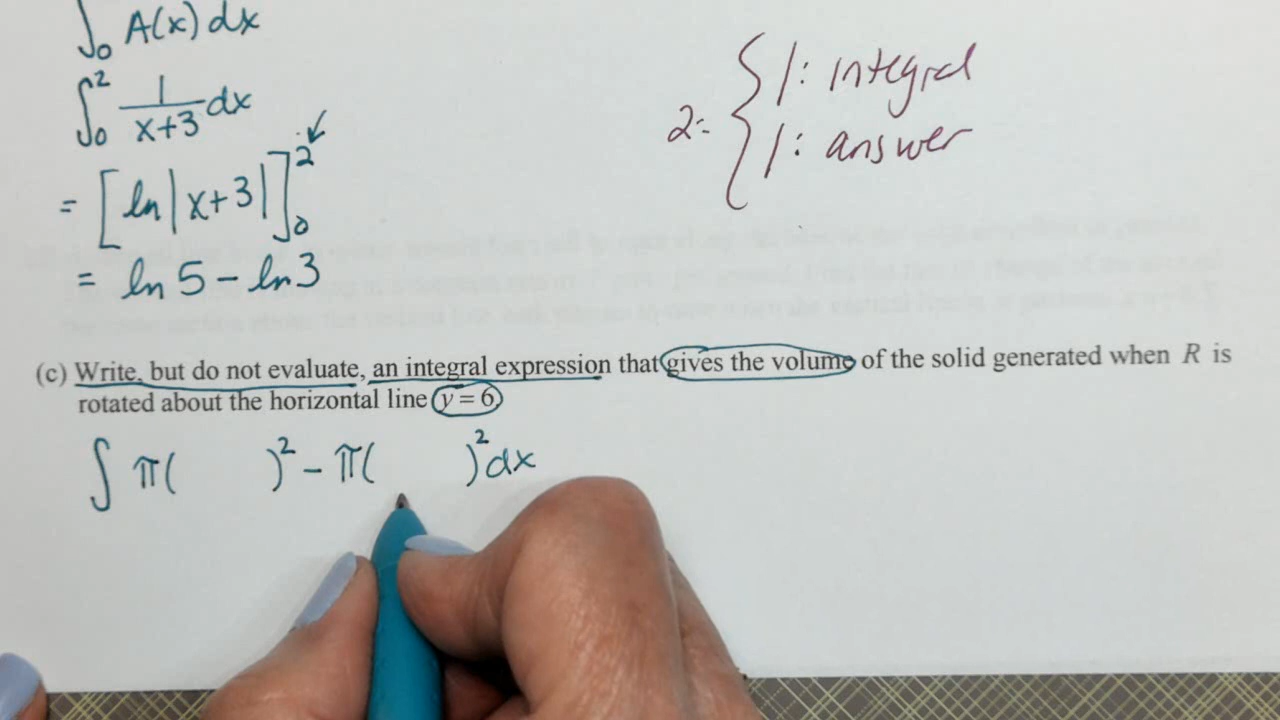 ∫₀ A(x) dx
∫₀² 1/(x+3) dx
= [ln|x+3|]₀²
= ln 5 - ln 3
2: { 1: integral
1: answer
(c) Write, but do not evaluate, an integral expression that gives the volume of the solid generated when R is
rotated about the horizontal line y = 6.
∫ π( )² - π( )² dx